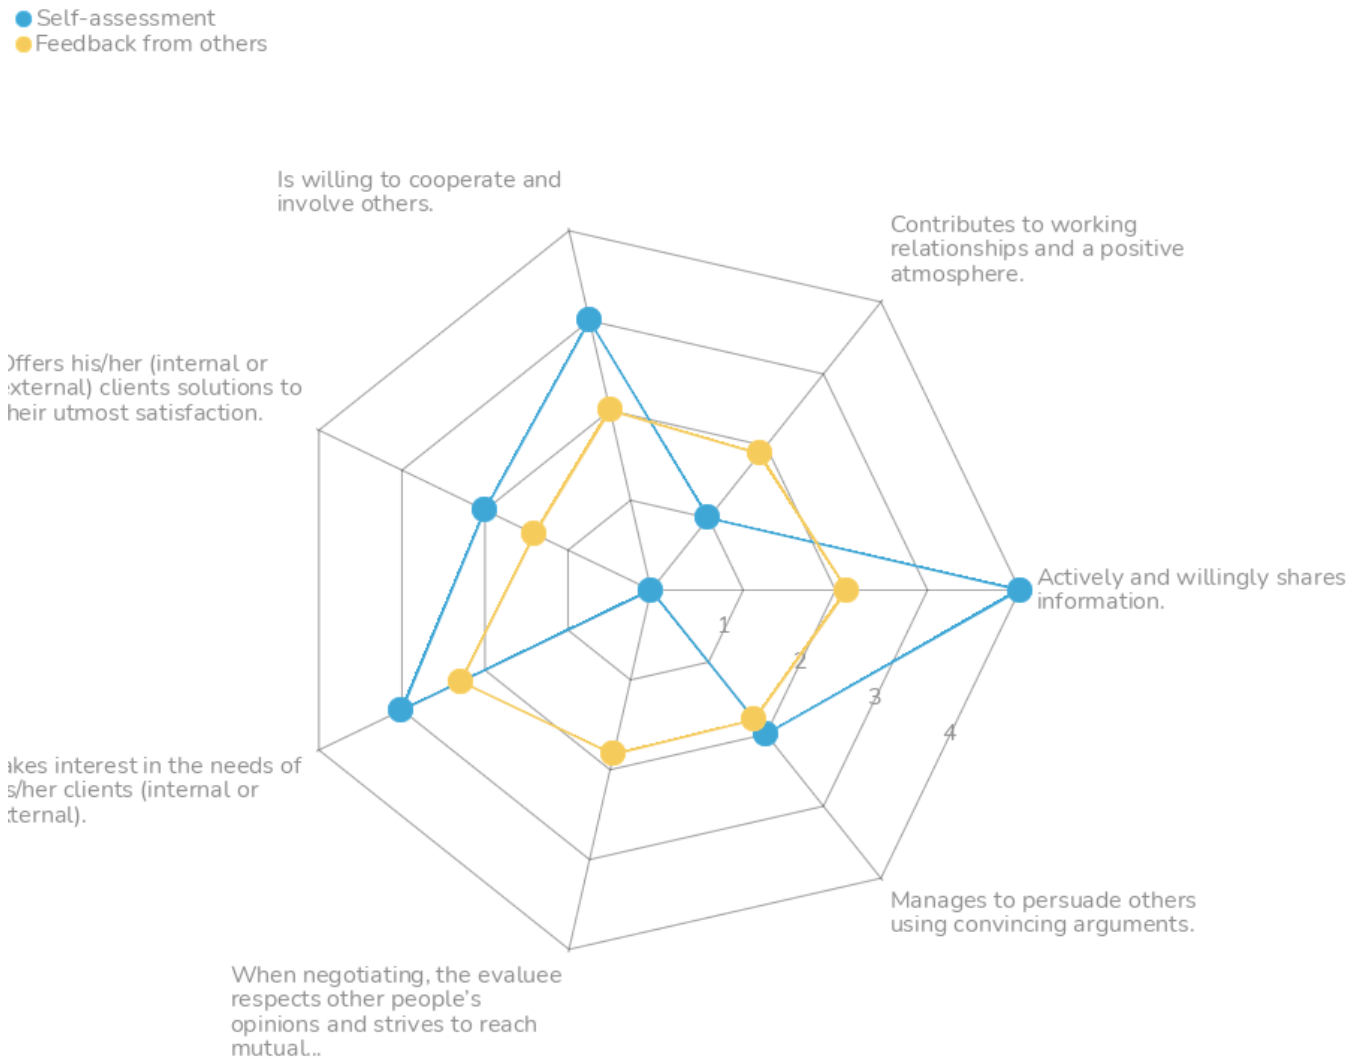 Self-assessment
Feedback from others
Is willing to cooperate and
involve others.
Contributes to working
relationships and a positive
atmosphere.
Offers his/her (internal or
external) clients solutions to
heir utmost satisfaction.
Actively and willingly shares
information.
1
2
3
4
akes interest in the needs of
s/her clients (internal or
ternal).
Manages to persuade others
using convincing arguments.
When negotiating, the evaluee
respects other people's
opinions and strives to reach
mutual...